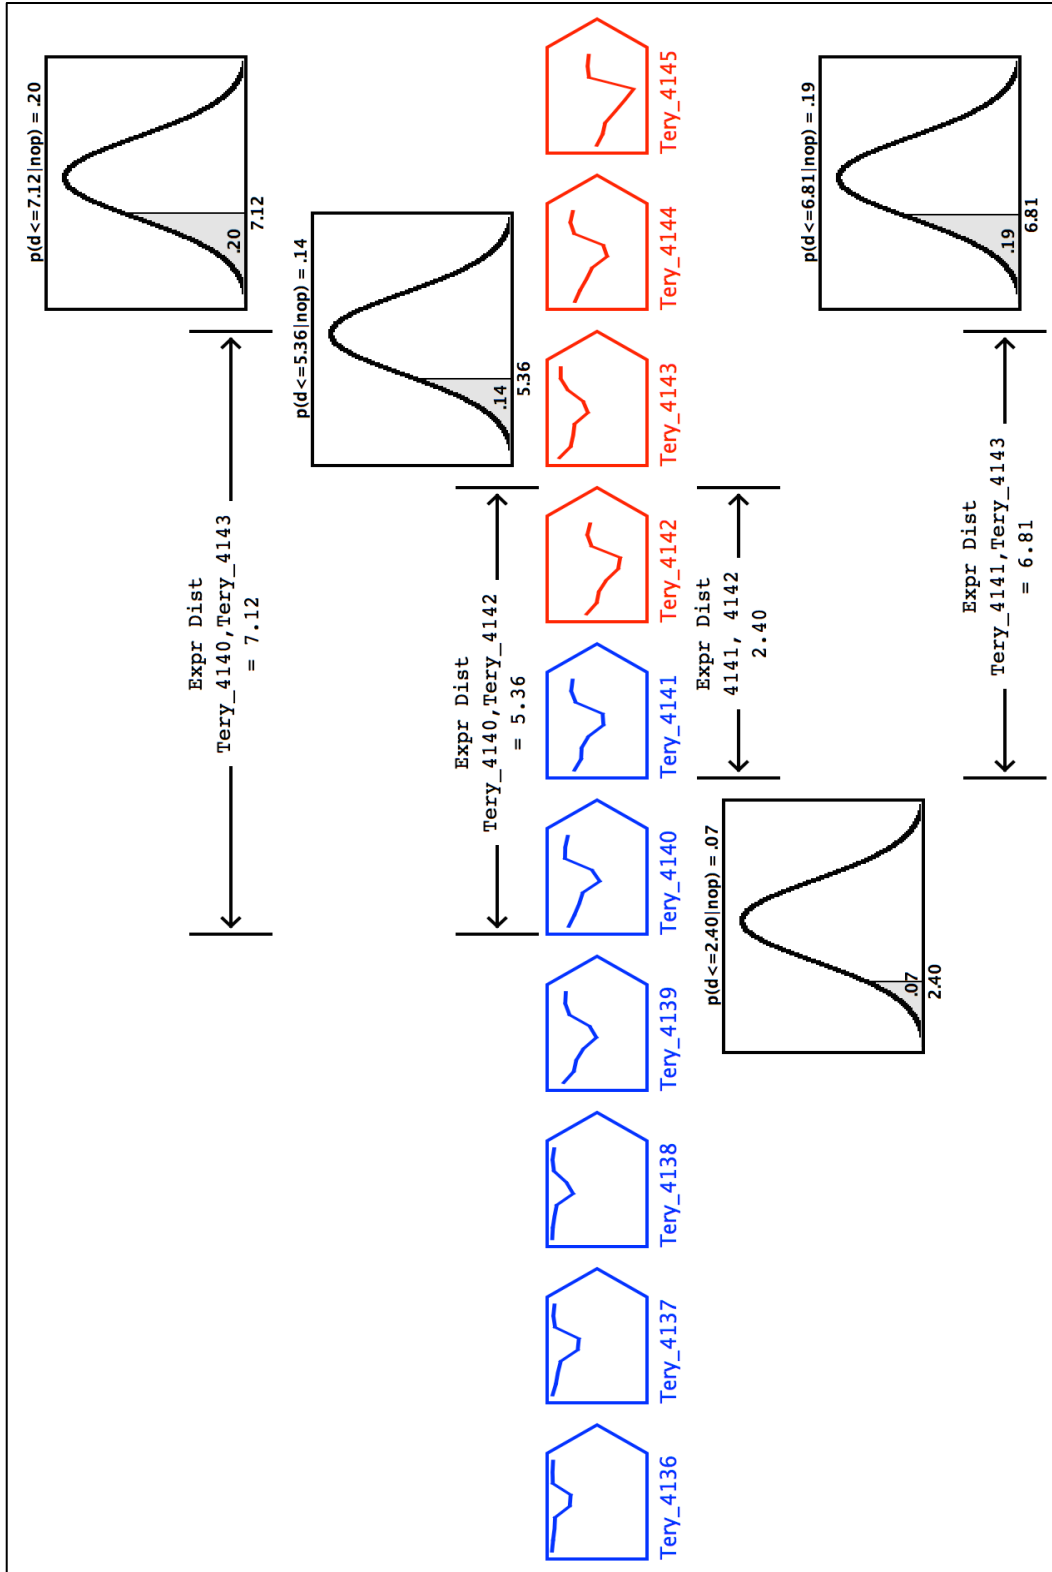 p(d<=7.12|nop) = .20
.20
7.12
Expr Dist
Tery_4140,Tery_4143
= 7.12
p(d<=5.36|nop) = .14
.14
5.36
Expr Dist
Tery_4140,Tery_4142
= 5.36
Tery_4136
Tery_4137
Tery_4138
Tery_4139
Tery_4140
Tery_4141
Tery_4142
Tery_4143
Tery_4144
Tery_4145
Expr Dist
4141, 4142
2.40
p(d<=2.40|nop) = .07
.07
2.40
p(d<=6.81|nop) = .19
.19
6.81
Expr Dist
Tery_4141,Tery_4143
= 6.81